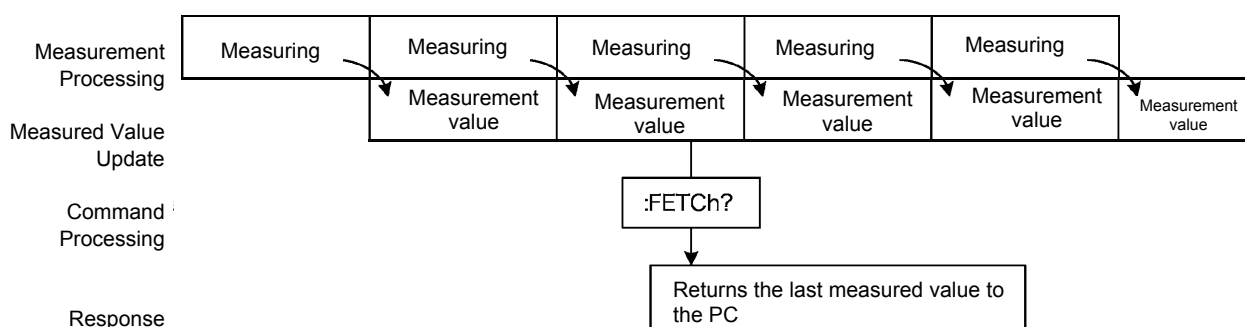 Measurement
Processing
Measuring
Measuring
Measuring
Measuring
Measuring
Measured Value
Update
Measurement
value
Measurement
value
Measurement
value
Measurement
value
Measurement
value
Command
Processing
:FETCh?
Response
Returns the last measured value to
the PC